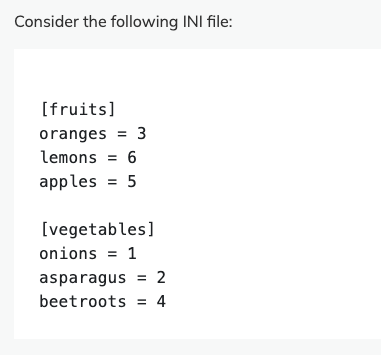 Consider the following INI file:
[fruits]
oranges = 3
lemons = 6
apples = 5
[vegetables]
onions = 1
asparagus = 2
beetroots = 4